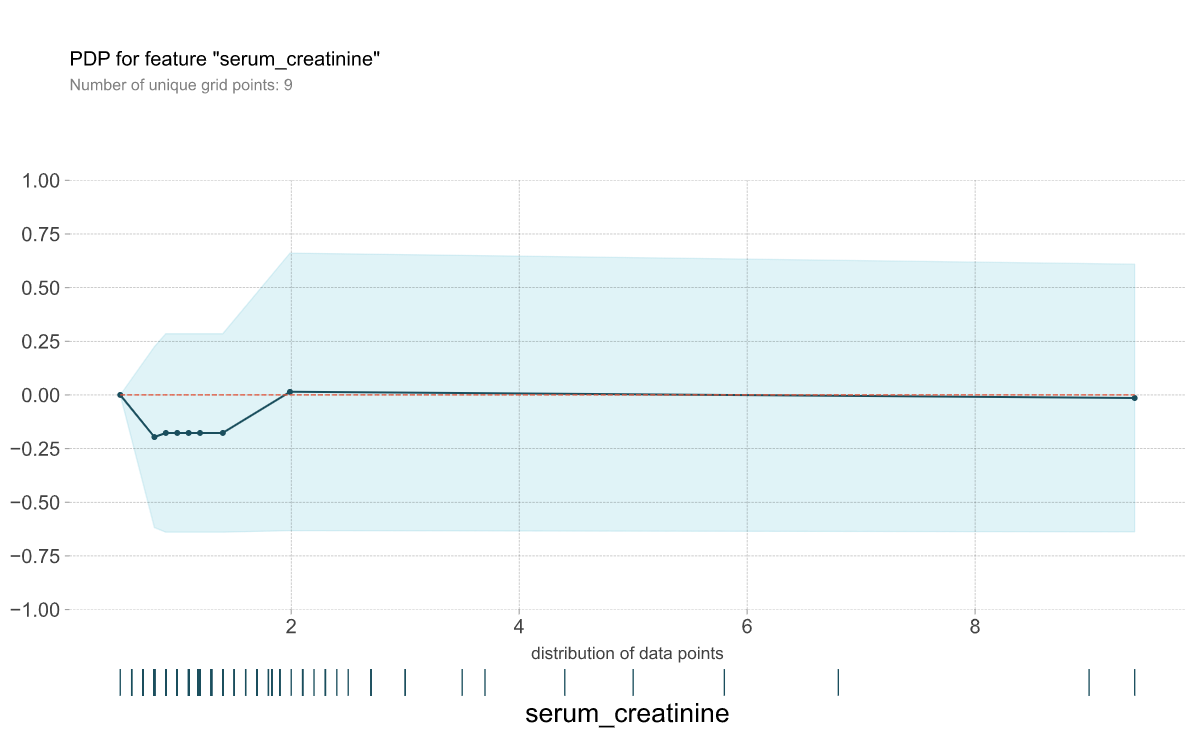 PDP for feature "serum_creatinine"
Number of unique grid points: 9
1.00
0.75
0.50
0.25
0.00
−0.25
−0.50
−0.75
−1.00
2 4 6 8
distribution of data points
serum_creatinine